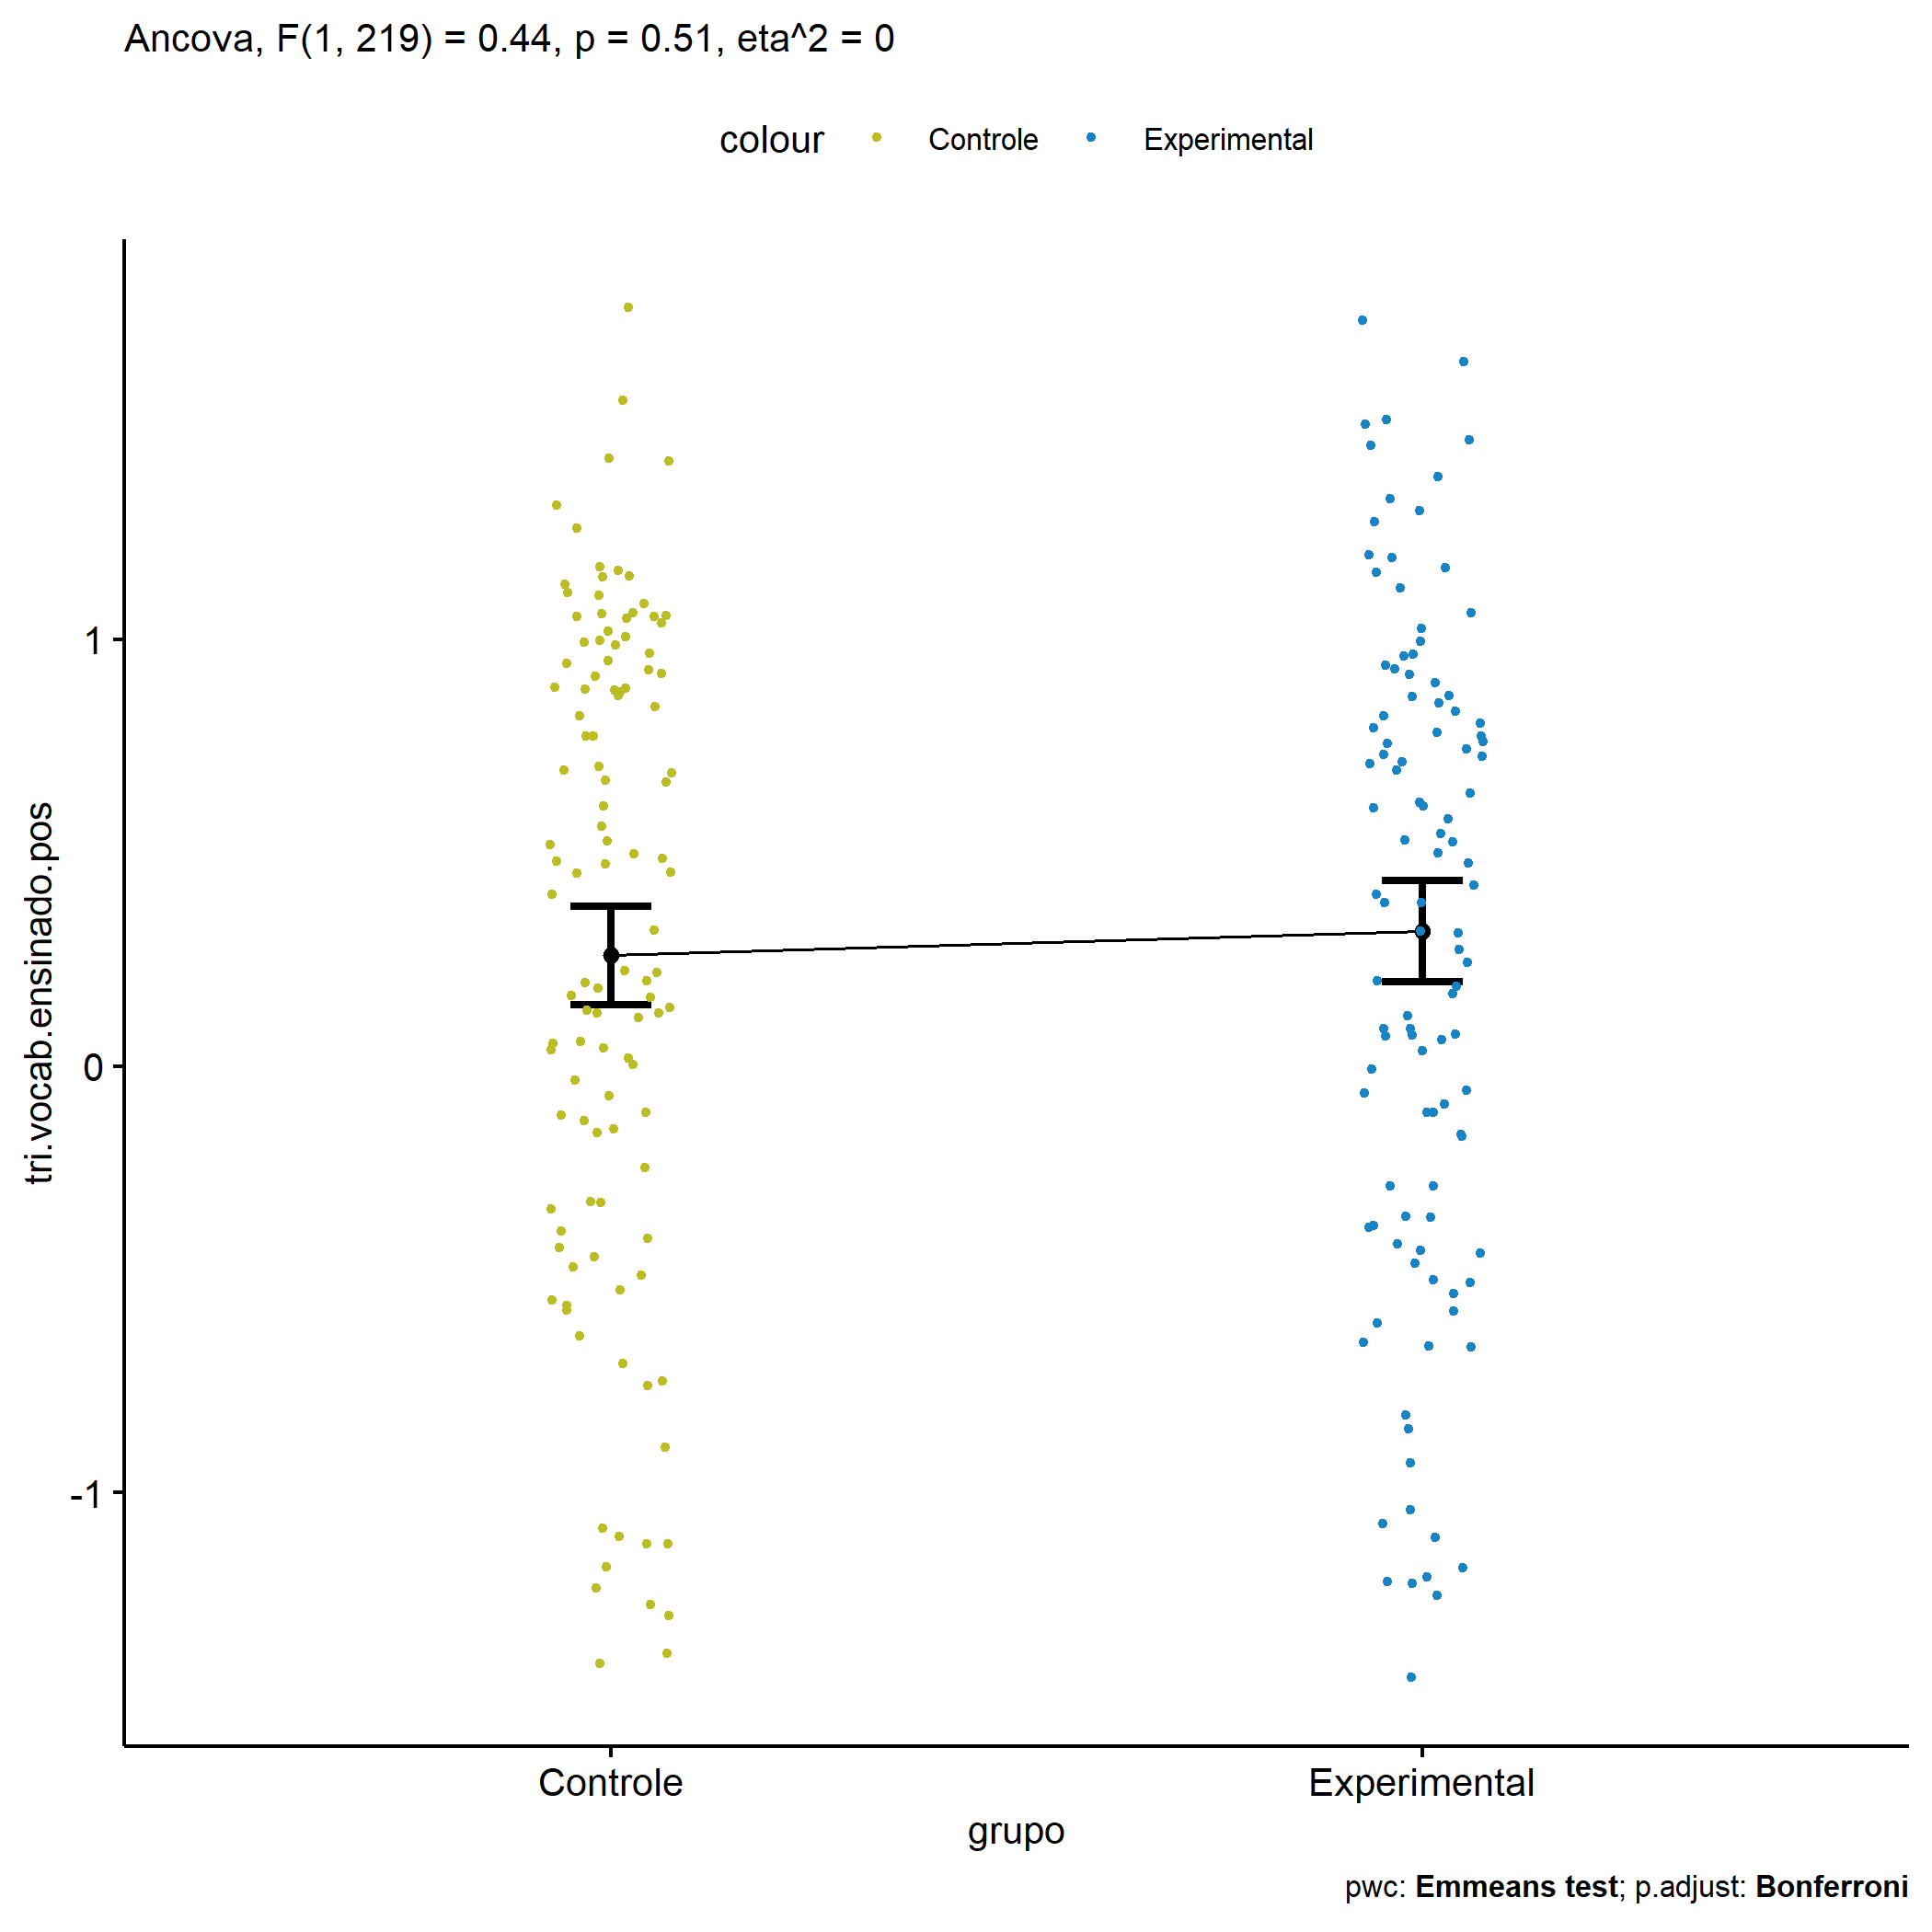 Ancova, F(1, 219) = 0.44, p = 0.51, eta^2 = 0
colour Controle Experimental
tri.vocab.ensinado.pos
1
0
-1
Controle Experimental
grupo
pwc: Emmeans test; p.adjust: Bonferroni